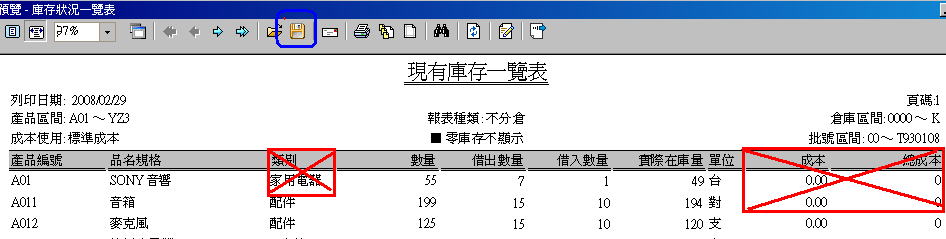 預覽 - 庫存狀況一覽表
97%
現有庫存一覽表
列印日期: 2008/02/29 頁碼:1
產品區間: A01～YZ3 報表種類:不分倉 倉庫區間:0000～K
成本使用:標準成本 ■零庫存不顯示 批號區間:00～T930108
產品編號 品名規格 類別 數量 借出數量 借入數量 實際在庫量 單位 成本 總成本
A01 SONY 音響 家用電器 55 7 1 49 台 0.00 0
A011 音箱 配件 199 15 10 194 對 0.00 0
A012 麥克風 配件 125 15 10 120 支 0.00 0